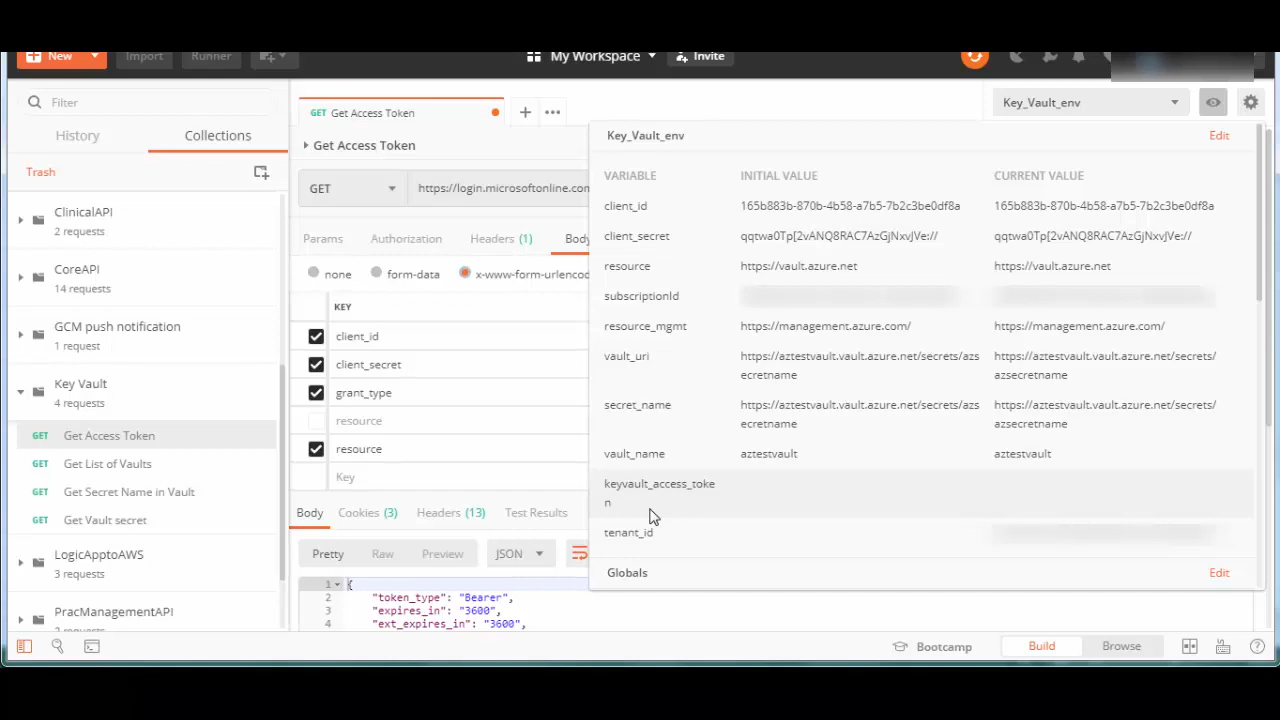 New
Import
Runner
My Workspace
Invite
Filter
GET Get Access Token
Key_Vault_env
History
Collections
Get Access Token
Key_Vault_env
Edit
Trash
VARIABLE INITIAL VALUE CURRENT VALUE
GET
https://login.microsoftonline.com
client_id 165b883b-870b-4b58-a7b5-7b2c3be0df8a 165b883b-870b-4b58-a7b5-7b2c3be0df8a
ClinicalAPI
2 requests
Params Authorization Headers (1) Body
client_secret qqtwa0Tp[2vANQ8RAC7AzGjNxvJVe:// qqtwa0Tp[2vANQ8RAC7AzGjNxvJVe://
resource https://vault.azure.net https://vault.azure.net
none form-data x-www-form-urlencod
CoreAPI
14 requests
subscriptionId
KEY
resource_mgmt https://management.azure.com/ https://management.azure.com/
GCM push notification
1 request
client_id
vault_uri https://aztestvault.vault.azure.net/secrets/azs https://aztestvault.vault.azure.net/secrets/
ecretname azsecretname
client_secret
Key Vault
4 requests
grant_type
secret_name https://aztestvault.vault.azure.net/secrets/azs https://aztestvault.vault.azure.net/secrets/
ecretname azsecretname
resource
GET Get Access Token
resource
vault_name aztestvault aztestvault
GET Get List of Vaults
Key
keyvault_access_toke
n
GET Get Secret Name in Vault
Body Cookies (3) Headers (13) Test Results
GET Get Vault secret
tenant_id
LogicApptoAWS
3 requests
Pretty Raw Preview JSON
Globals
Edit
1 {
2 "token_type": "Bearer",
3 "expires_in": "3600",
4 "ext_expires_in": "3600",
PracManagementAPI
2 requests
Bootcamp
Build
Browse